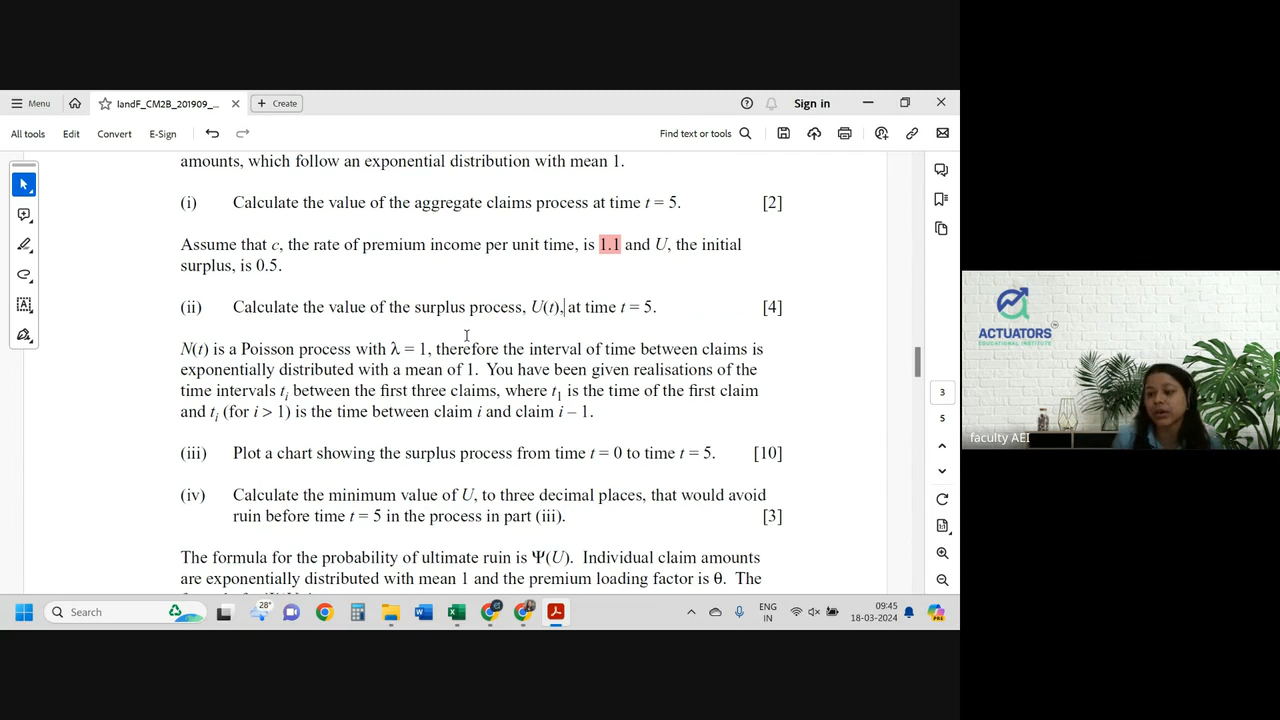 Menu
IandF_CM2B_201909_...
Create
Sign in
All tools
Edit
Convert
E-Sign
Find text or tools
amounts, which follow an exponential distribution with mean 1.
(i) Calculate the value of the aggregate claims process at time t = 5. [2]
Assume that c, the rate of premium income per unit time, is 1.1 and U, the initial
surplus, is 0.5.
(ii) Calculate the value of the surplus process, U(t), at time t = 5. [4]
N(t) is a Poisson process with λ = 1, therefore the interval of time between claims is
exponentially distributed with a mean of 1. You have been given realisations of the
time intervals tᵢ between the first three claims, where t₁ is the time of the first claim
and tᵢ (for i > 1) is the time between claim i and claim i – 1.
(iii) Plot a chart showing the surplus process from time t = 0 to time t = 5. [10]
(iv) Calculate the minimum value of U, to three decimal places, that would avoid
ruin before time t = 5 in the process in part (iii). [3]
The formula for the probability of ultimate ruin is Ψ(U). Individual claim amounts
are exponentially distributed with mean 1 and the premium loading factor is θ. The
3
5
ACTUATORS
EDUCATIONAL INSTITUTE
TM
faculty AEI
Search
28°
ENG
IN
09:45
18-03-2024
PRE